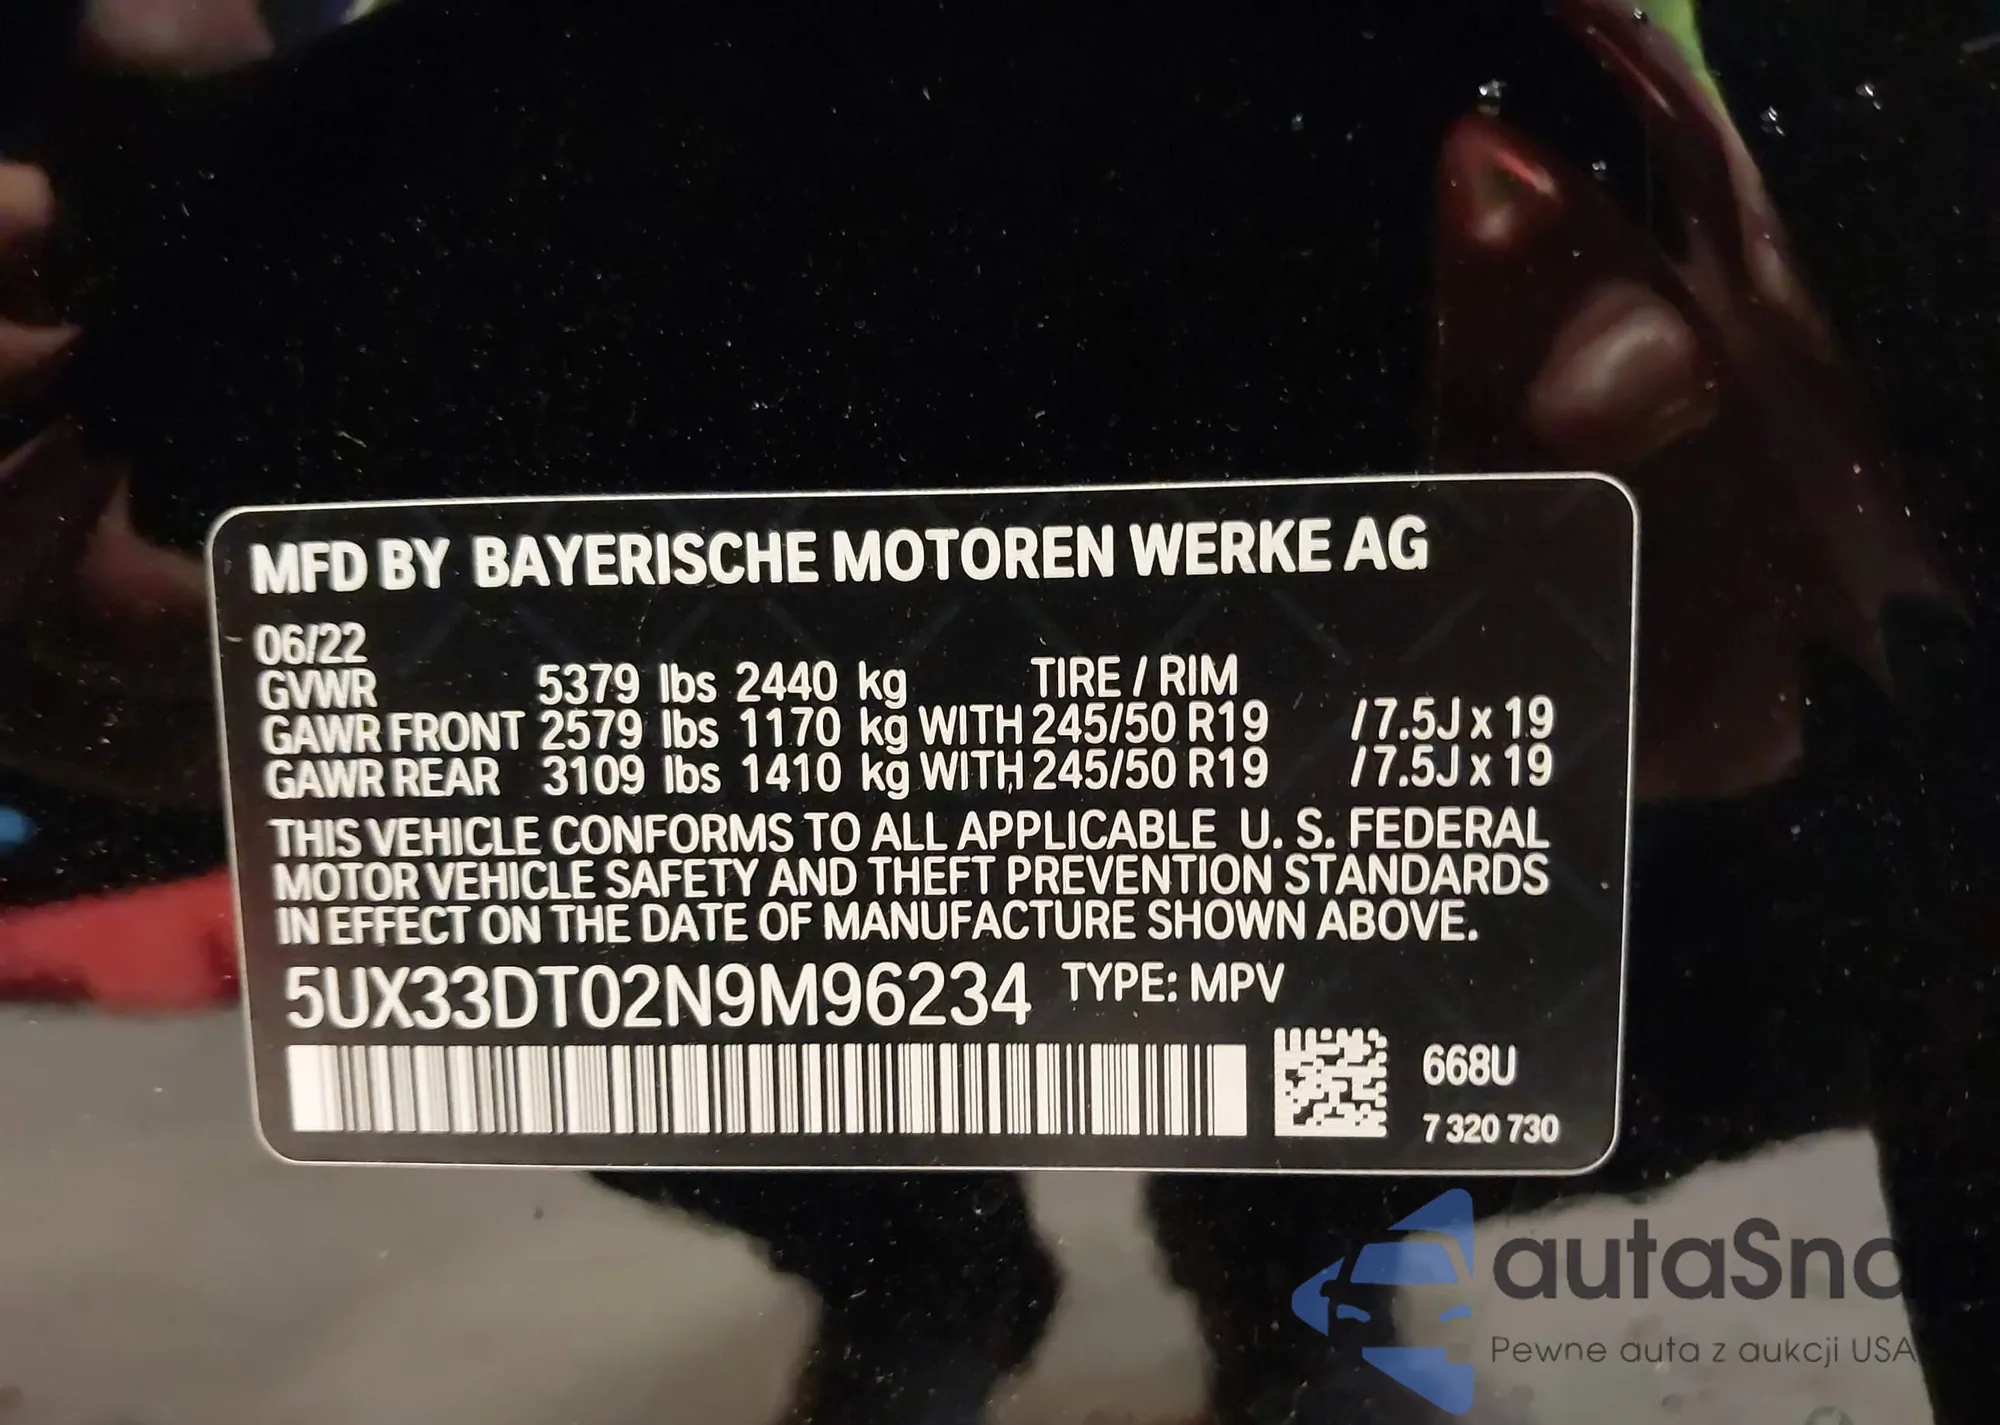 MFD BY BAYERISCHE MOTOREN WERKE AG
06/22
GVWR 5379 lbs 2440 kg TIRE / RIM
GAWR FRONT 2579 lbs 1170 kg WITH 245/50 R19 /7.5J x 19
GAWR REAR 3109 lbs 1410 kg WITH 245/50 R19 /7.5J x 19
THIS VEHICLE CONFORMS TO ALL APPLICABLE U. S. FEDERAL
MOTOR VEHICLE SAFETY AND THEFT PREVENTION STANDARDS
IN EFFECT ON THE DATE OF MANUFACTURE SHOWN ABOVE.
5UX33DT02N9M96234 TYPE: MPV
668U
7 320 730
autaSna
Pewne auta z aukcji USA